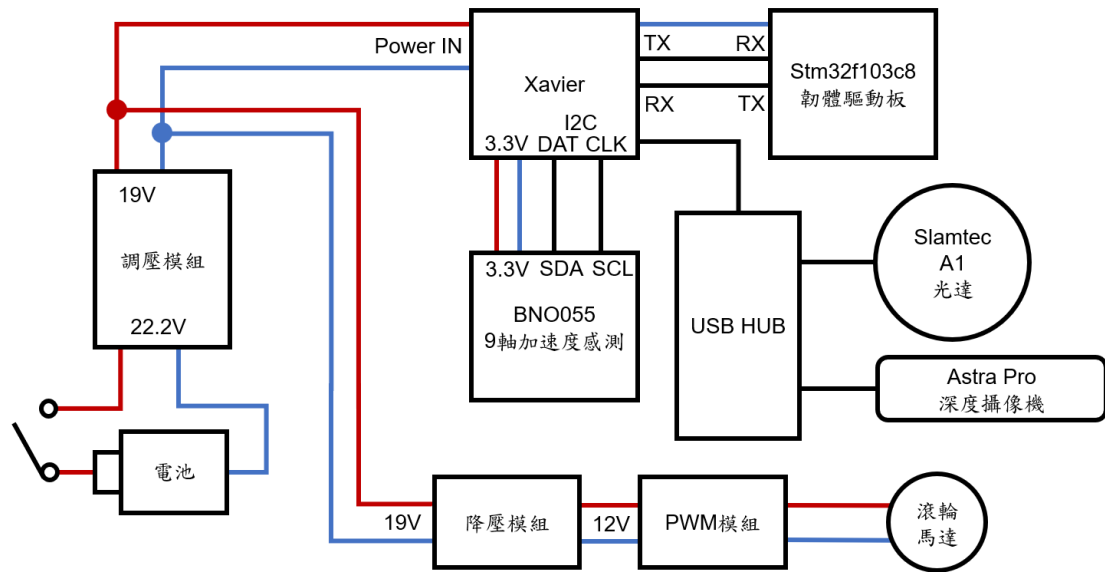 Power IN
TX
RX
Xavier
Stm32f103c8
韌體驅動板
RX
TX
I2C
3.3V
DAT
CLK
19V
調壓模組
22.2V
3.3V
SDA
SCL
BNO055
9軸加速度感測
USB HUB
Slamtec
A1
光達
Astra Pro
深度攝像機
電池
19V
降壓模組
12V
PWM模組
滾輪
馬達